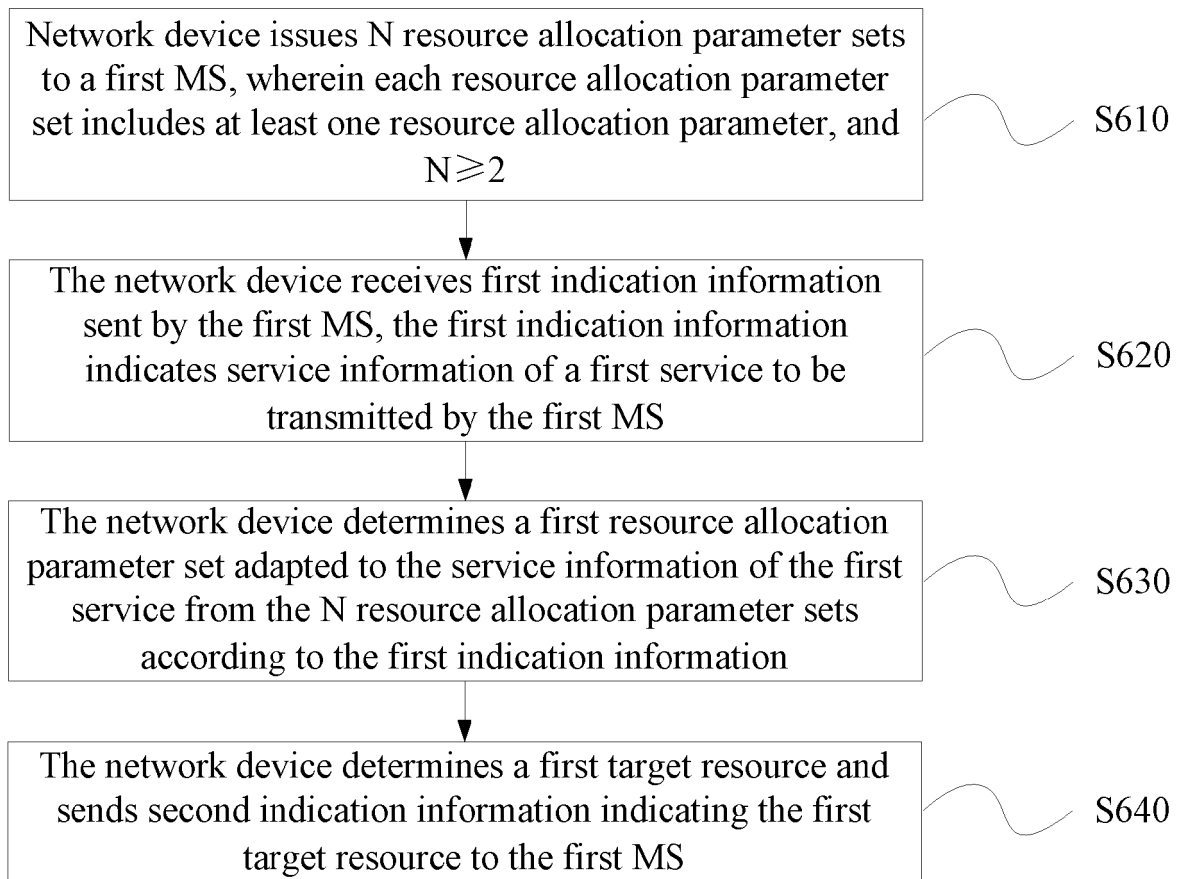 Network device issues N resource allocation parameter sets
to a first MS, wherein each resource allocation parameter
set includes at least one resource allocation parameter, and
N≥2
S610
The network device receives first indication information
sent by the first MS, the first indication information
indicates service information of a first service to be
transmitted by the first MS
S620
The network device determines a first resource allocation
parameter set adapted to the service information of the first
service from the N resource allocation parameter sets
according to the first indication information
S630
The network device determines a first target resource and
sends second indication information indicating the first
target resource to the first MS
S640